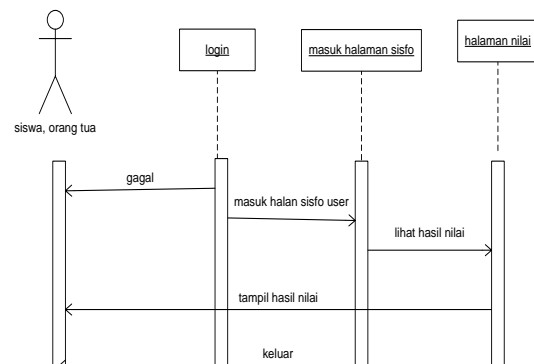 login
masuk halaman sisfo
halaman nilai
siswa, orang tua
gagal
masuk halan sisfo user
lihat hasil nilai
tampil hasil nilai
keluar